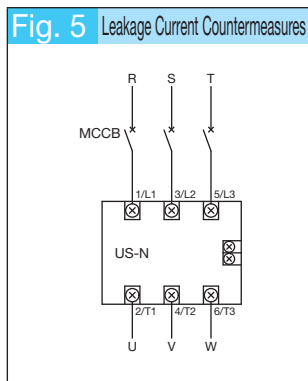 Fig. 5 Leakage Current Countermeasures
R S T
MCCB
1/L1 3/L2 5/L3
US-N
2/T1 4/T2 6/T3
U V W